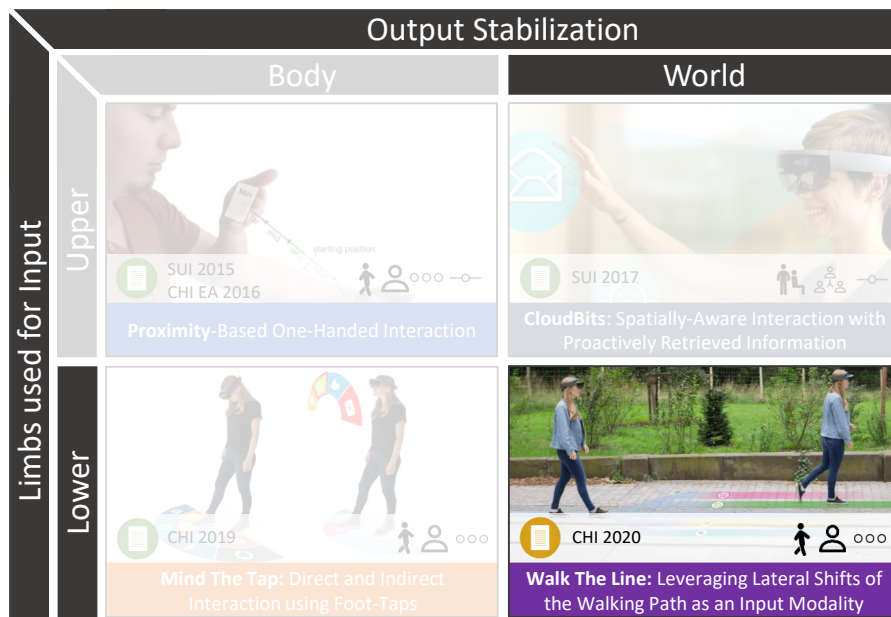 Output Stabilization
Body
World
Limbs used for Input
Upper
Min
mid
starting position
SUI 2015
CHI EA 2016
Proximity-Based One-Handed Interaction
SUI 2017
CloudBits: Spatially-Aware Interaction with
Proactively Retrieved Information
Lower
CHI 2019
Mind The Tap: Direct and Indirect
Interaction using Foot-Taps
CHI 2020
Walk The Line: Leveraging Lateral Shifts of
the Walking Path as an Input Modality